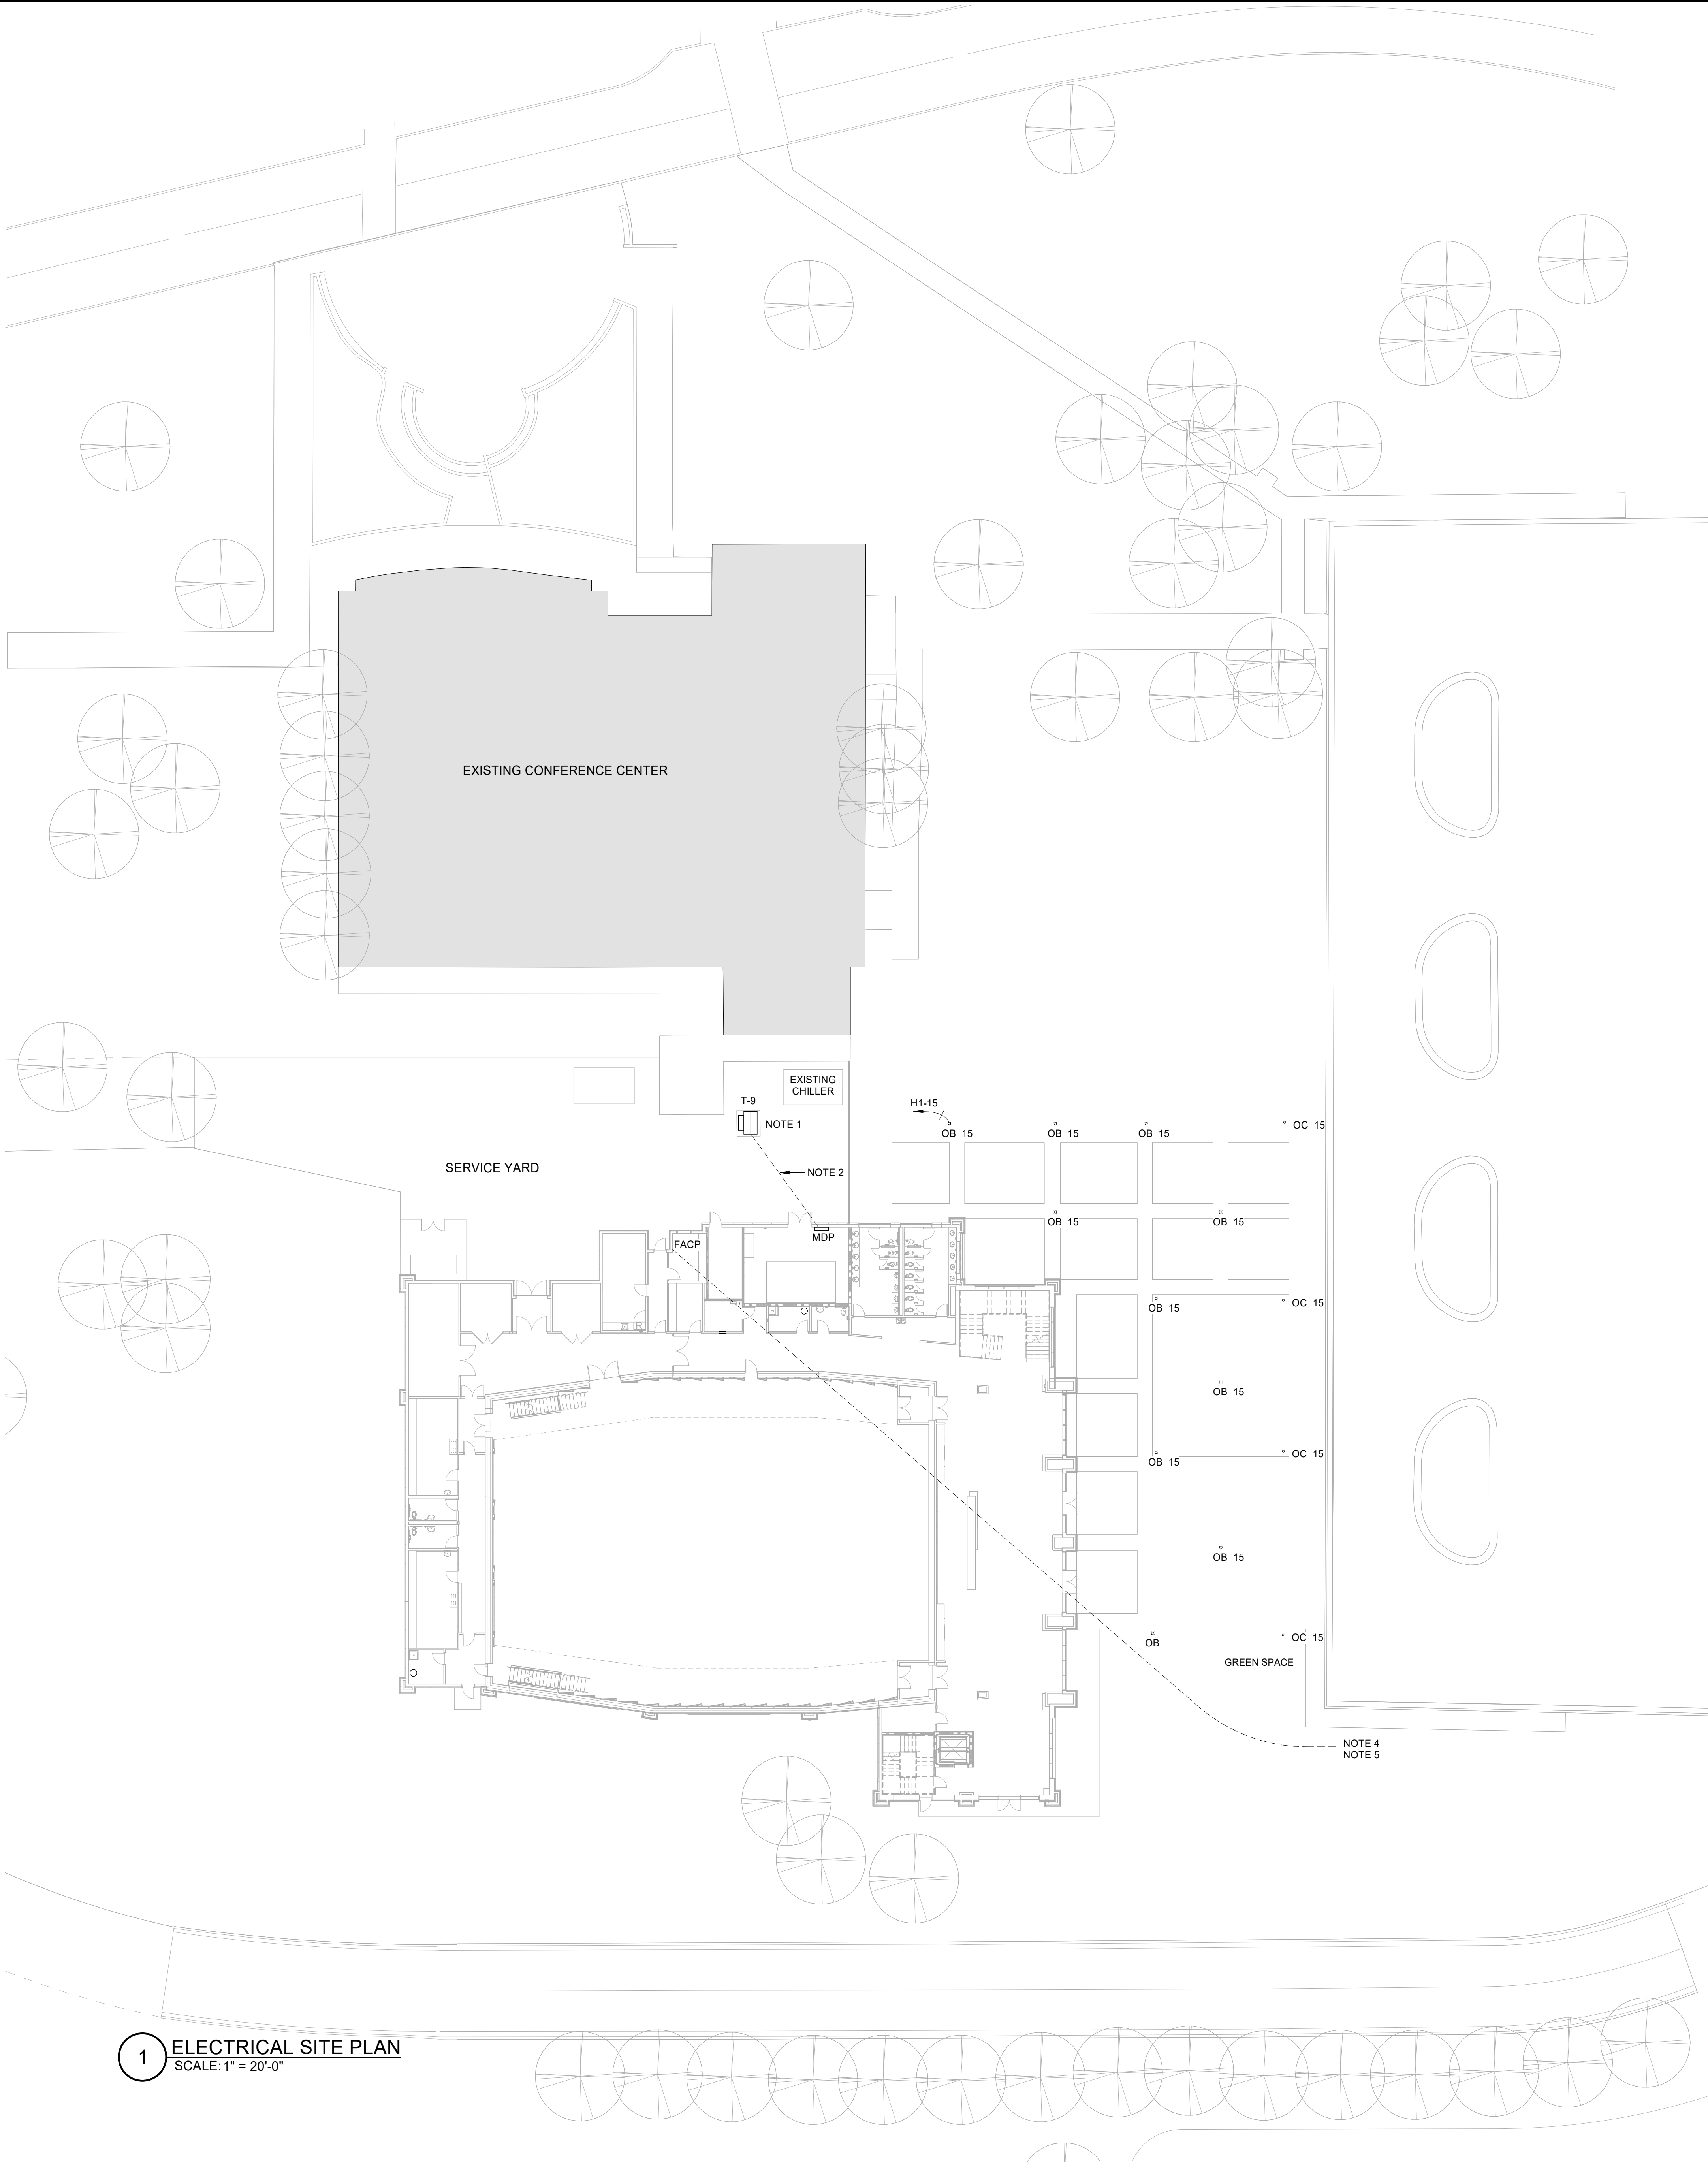 EXISTING CONFERENCE CENTER
EXISTING
CHILLER
T-9
NOTE 1
H1-15
OB 15
OB 15
OB 15
OC 15
SERVICE YARD
NOTE 2
OB 15
OB 15
FACP
MDP
OB 15
OC 15
OB 15
OB 15
OC 15
OB 15
OB
OC 15
GREEN SPACE
NOTE 4
NOTE 5
1
ELECTRICAL SITE PLAN
SCALE: 1" = 20'-0"